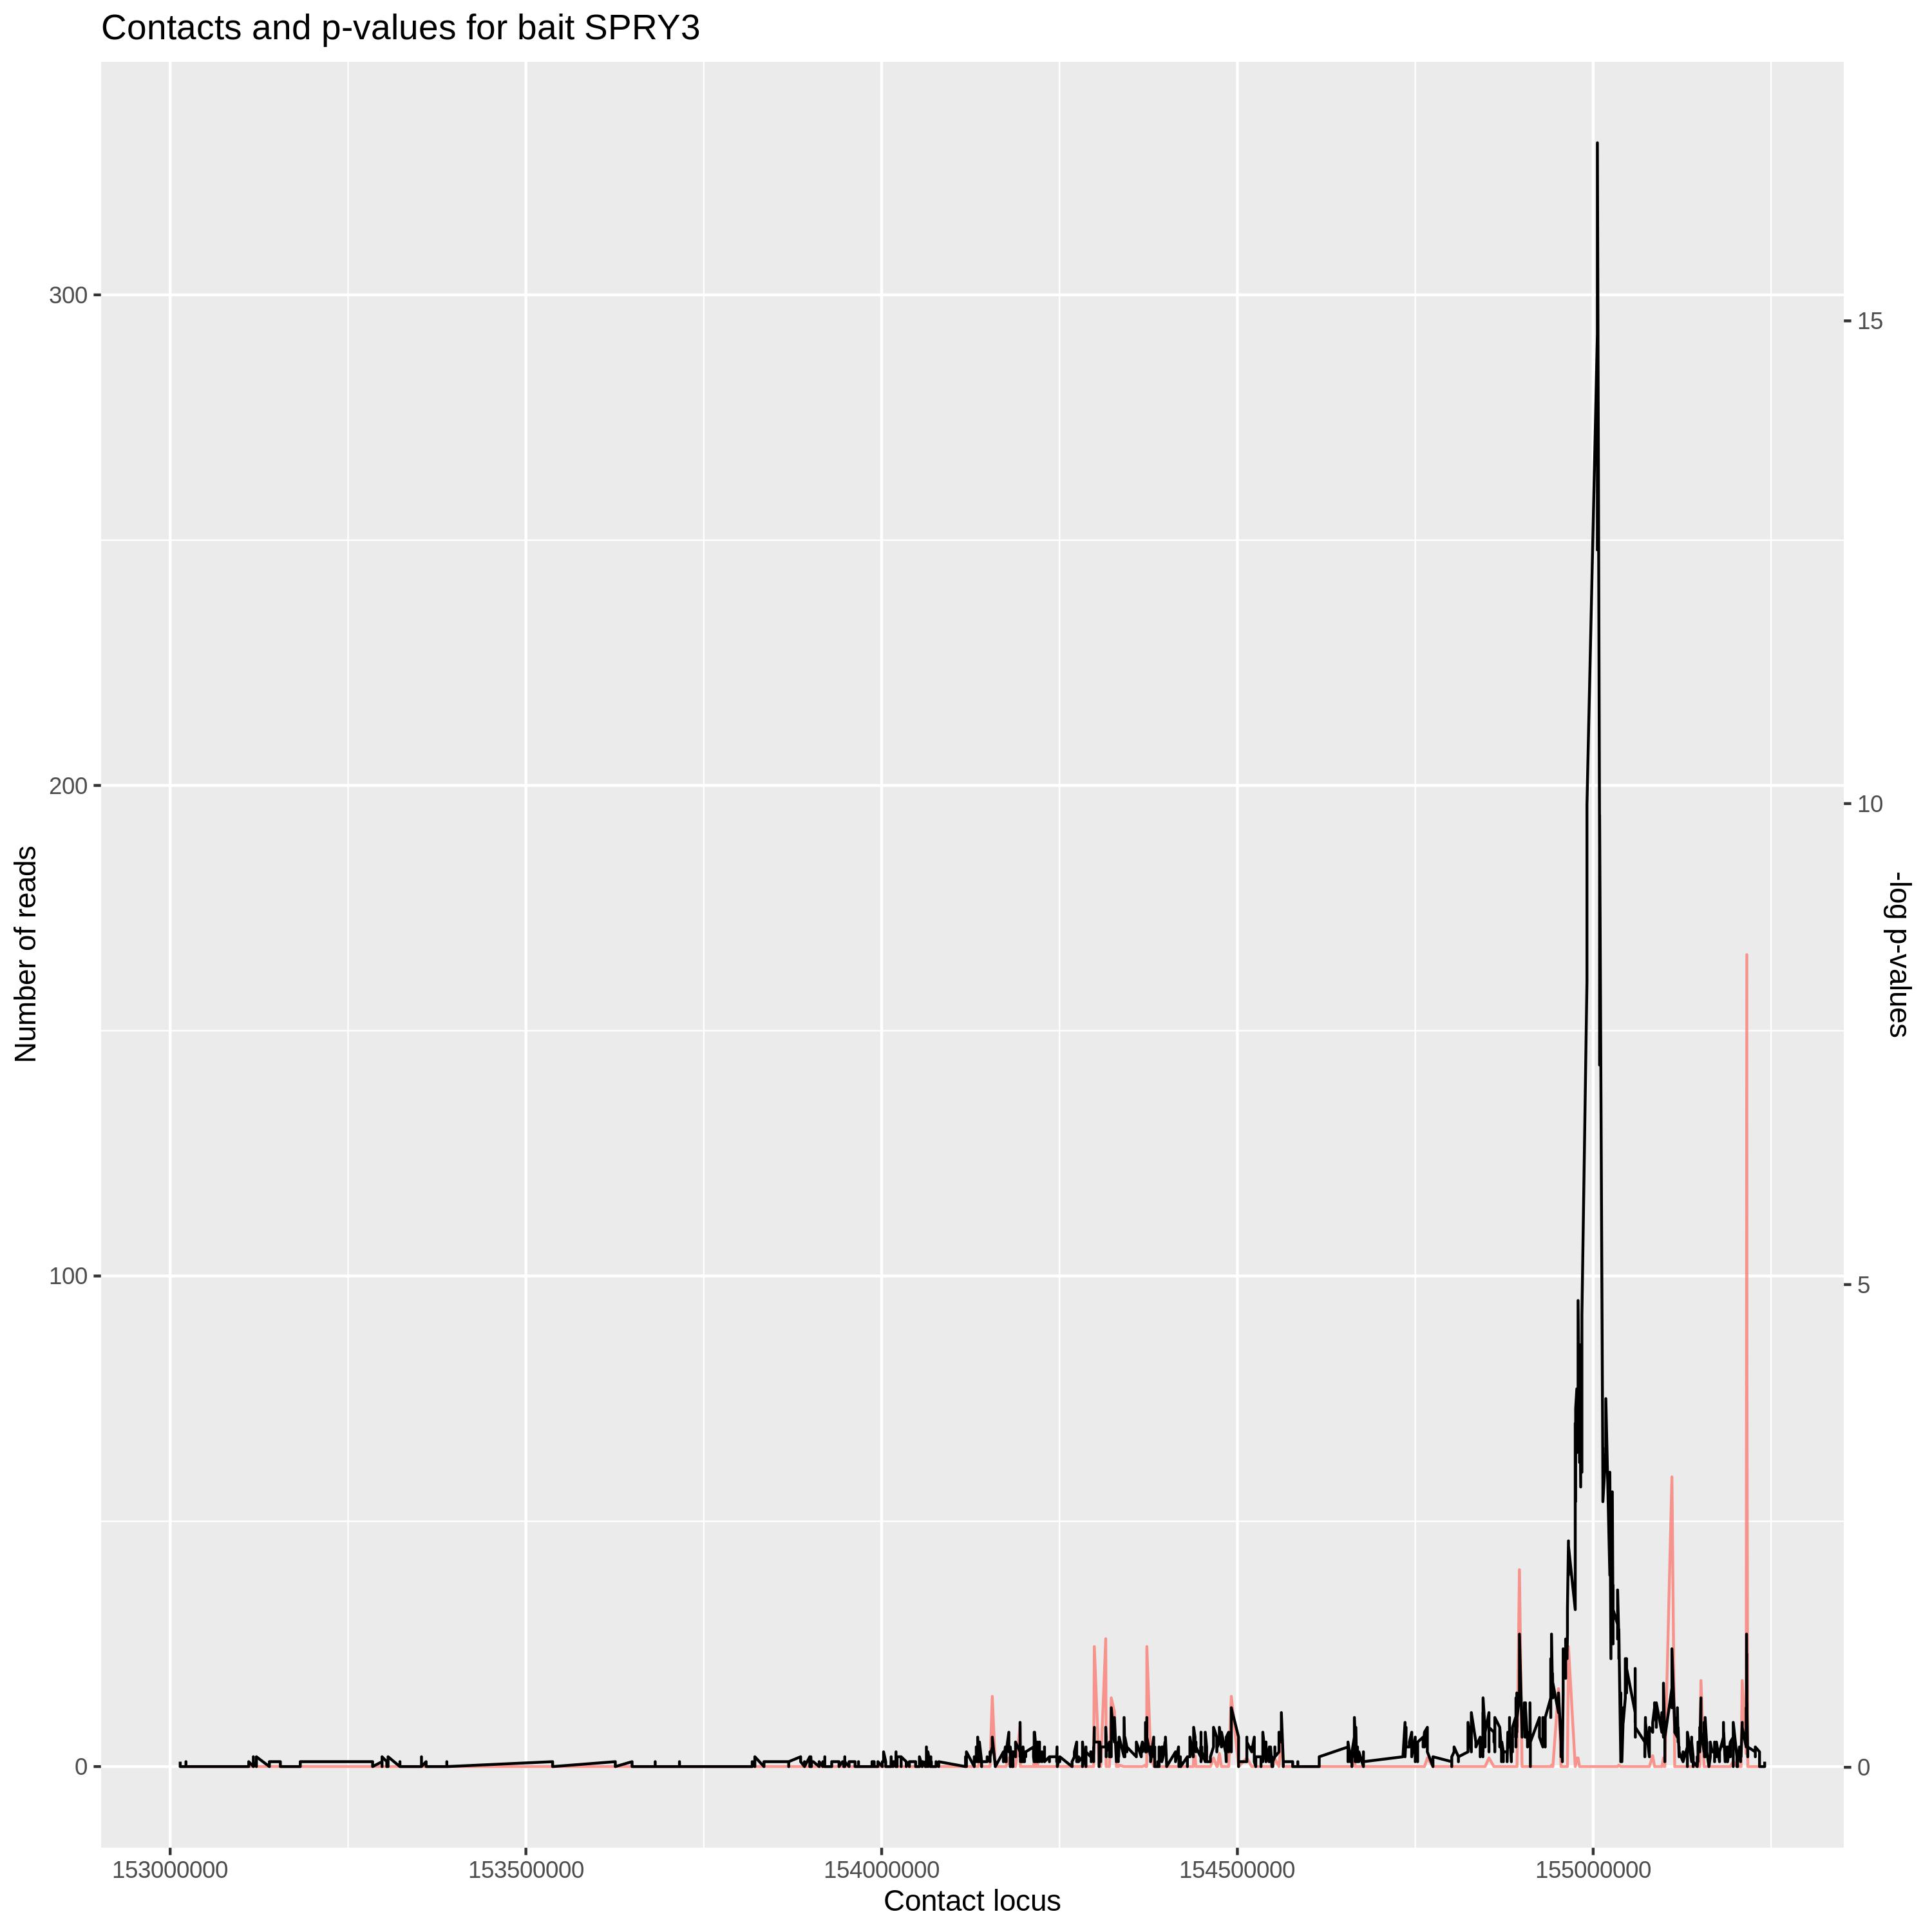 Contacts and p-values for bait SPRY3
300
200
100
0
Number of reads
15
10
5
0
-log p-values
153000000 153500000 154000000 154500000 155000000
Contact locus